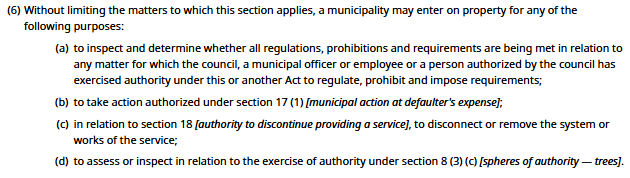 (6) Without limiting the matters to which this section applies, a municipality may enter on property for any of the
following purposes:
(a) to inspect and determine whether all regulations, prohibitions and requirements are being met in relation to
any matter for which the council, a municipal officer or employee or a person authorized by the council has
exercised authority under this or another Act to regulate, prohibit and impose requirements;
(b) to take action authorized under section 17 (1) [municipal action at defaulter's expense];
(c) in relation to section 18 [authority to discontinue providing a service], to disconnect or remove the system or
works of the service;
(d) to assess or inspect in relation to the exercise of authority under section 8 (3) (c) [spheres of authority — trees].